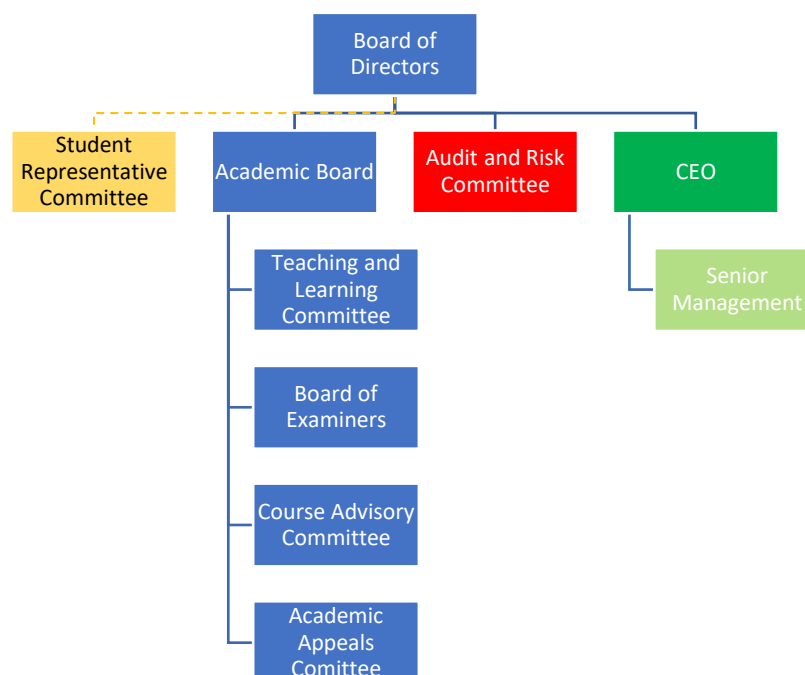 Board of
Directors
Student
Representative
Committee
Academic Board
Audit and Risk
Committee
CEO
Teaching and
Learning
Committee
Senior
Management
Board of
Examiners
Course Advisory
Committee
Academic
Appeals
Comittee